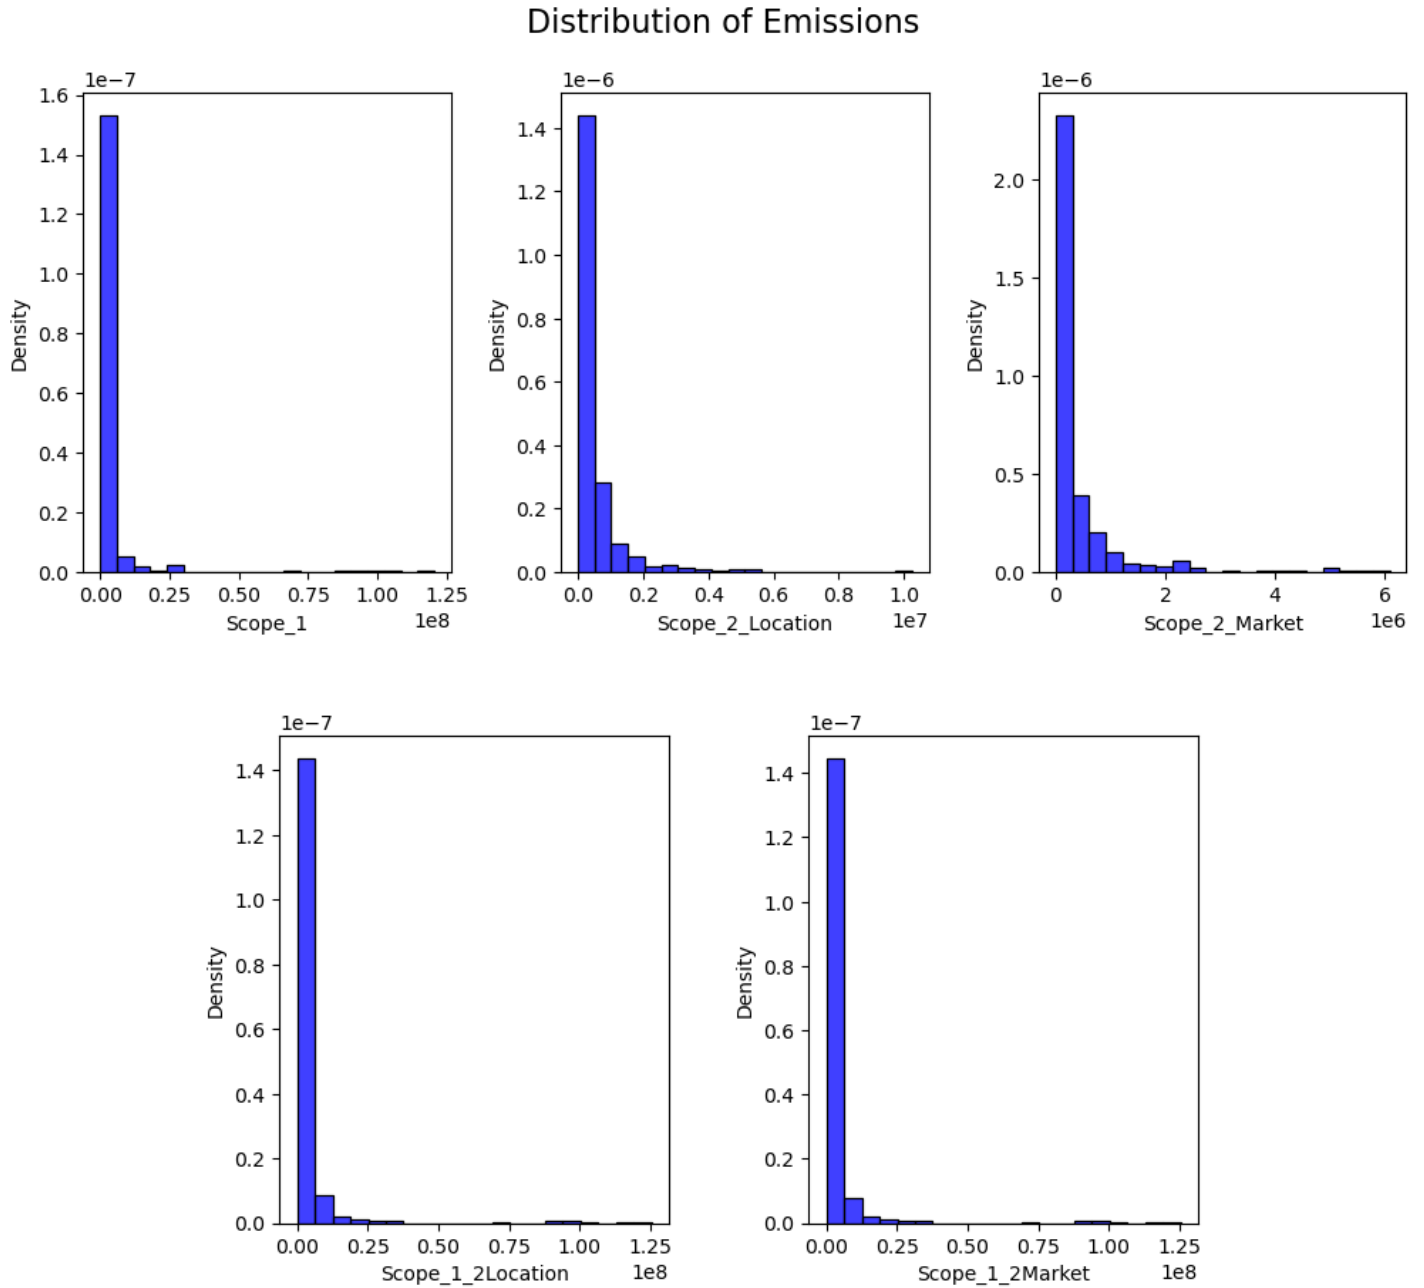 Distribution of Emissions
1e−7
1.6
1.4
1.2
1.0
0.8
0.6
0.4
0.2
0.0
Density
0.00 0.25 0.50 0.75 1.00 1.25
Scope_1
1e8
1e−6
1.4
1.2
1.0
0.8
0.6
0.4
0.2
0.0
Density
0.0 0.2 0.4 0.6 0.8 1.0
Scope_2_Location
1e7
1e−6
2.0
1.5
1.0
0.5
0.0
Density
0 2 4 6
Scope_2_Market
1e6
1e−7
1.4
1.2
1.0
0.8
0.6
0.4
0.2
0.0
Density
0.00 0.25 0.50 0.75 1.00 1.25
Scope_1_2Location
1e8
1e−7
1.4
1.2
1.0
0.8
0.6
0.4
0.2
0.0
Density
0.00 0.25 0.50 0.75 1.00 1.25
Scope_1_2Market
1e8